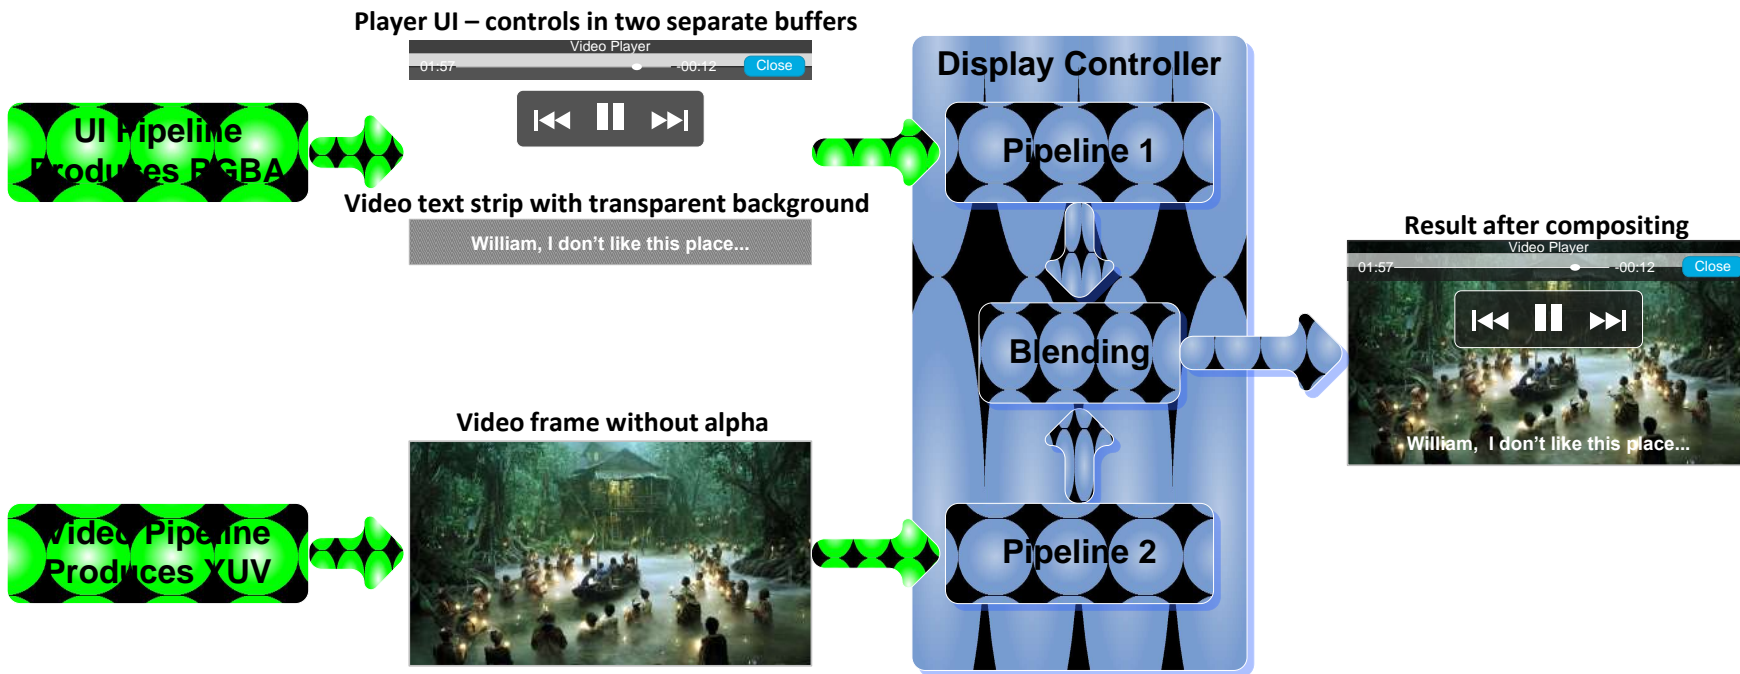 Player UI – controls in two separate buffers
Video Player
01:57
-00:12
Close
UI Pipeline
Produces RGBA
Video text strip with transparent background
William, I don't like this place...
Display Controller
Pipeline 1
Blending
Pipeline 2
Video frame without alpha
Video Pipeline
Produces YUV
Result after compositing
Video Player
01:57
-00:12
Close
William,  I don't like this place...